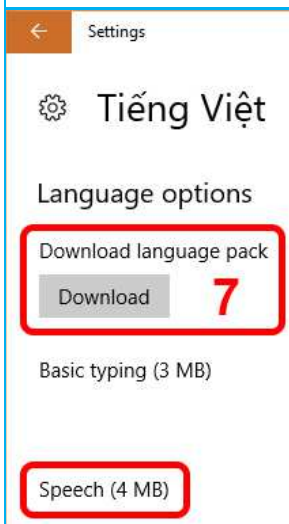 Settings
Tiếng Việt
Language options
Download language pack
Download
7
Basic typing (3 MB)
Speech (4 MB)